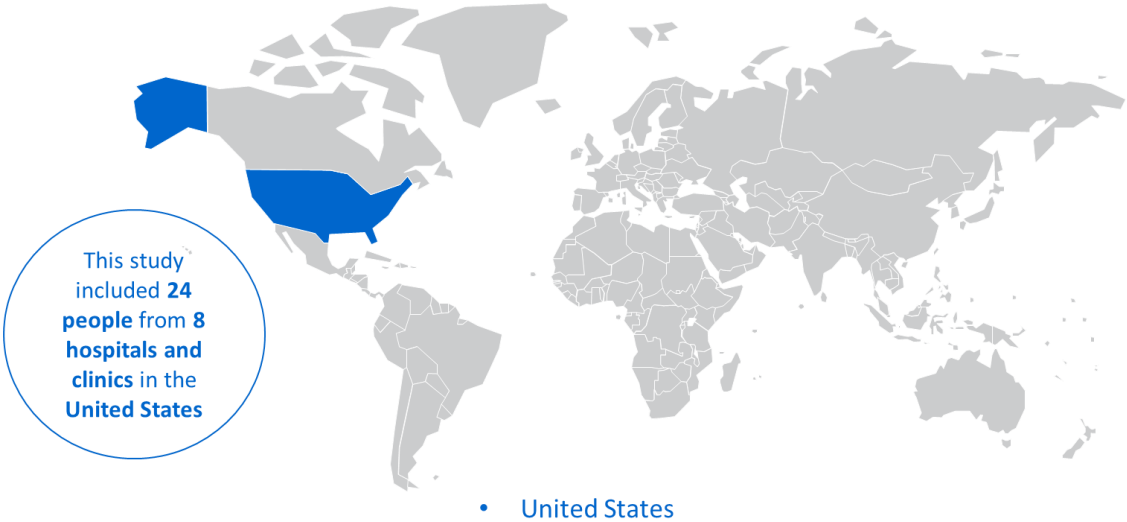 This study
included 24
people from 8
hospitals and
clinics in the
United States
• United States